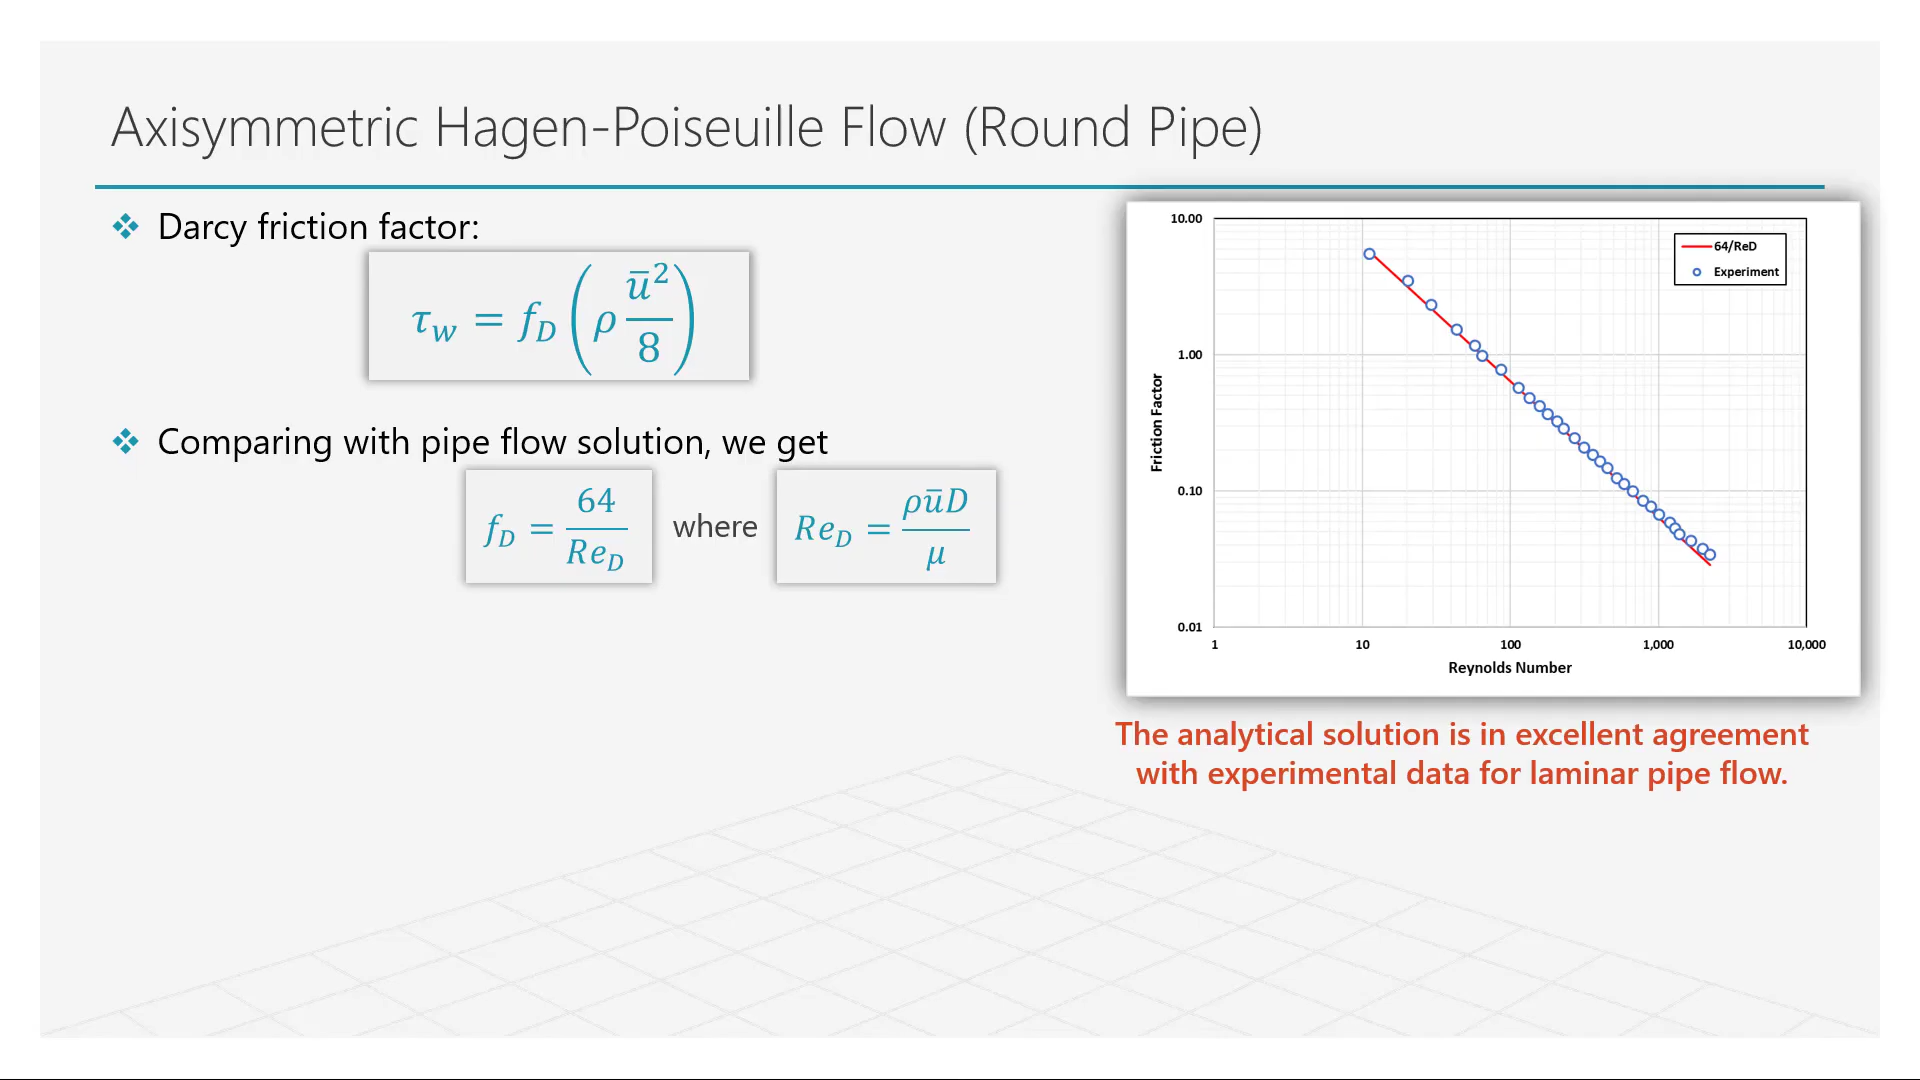 Axisymmetric Hagen-Poiseuille Flow (Round Pipe)
❖ Darcy friction factor:
τ_w = f_D (ρ ū²/8)
❖ Comparing with pipe flow solution, we get
f_D = 64/Re_D where Re_D = ρūD/μ
10.00
1.00
0.10
0.01
Friction Factor
64/ReD
Experiment
1 10 100 1,000 10,000
Reynolds Number
The analytical solution is in excellent agreement
with experimental data for laminar pipe flow.